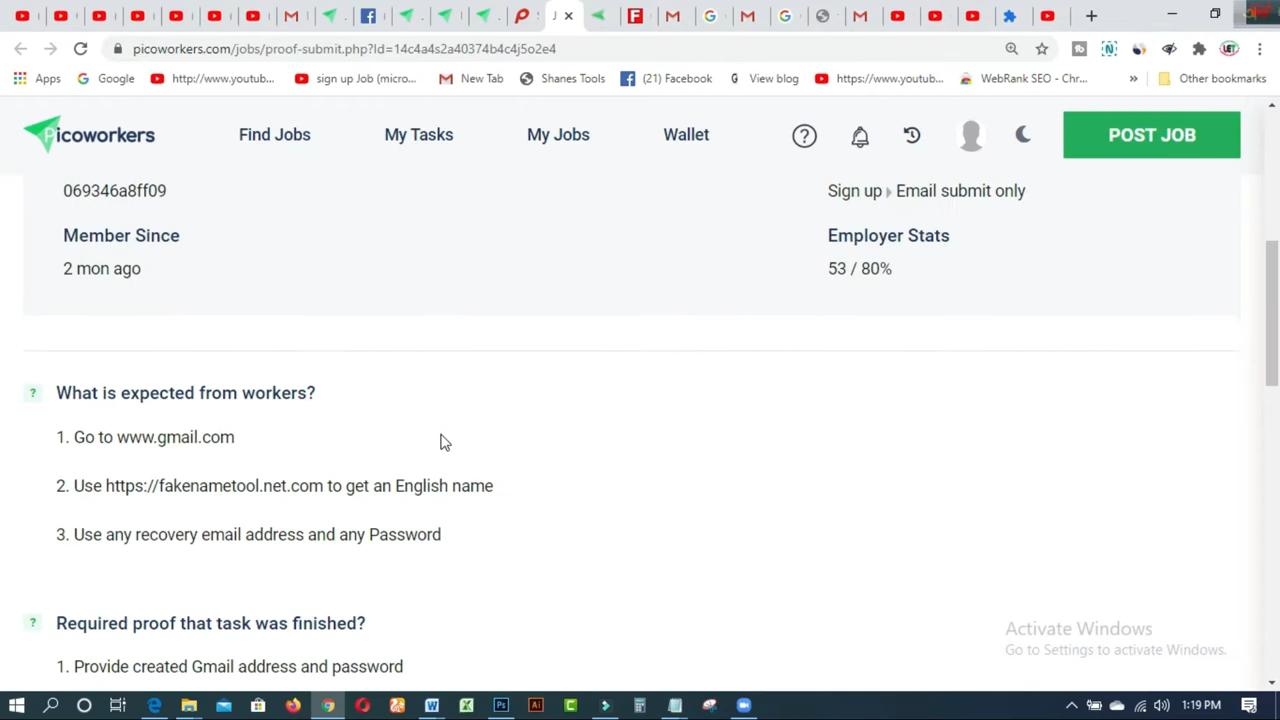 picoworkers.com/jobs/proof-submit.php?Id=14c4a4s2a40374b4c4j5o2e4
Apps Google http://www.youtub... sign up Job (micro... New Tab Shanes Tools (21) Facebook View blog https://www.youtub... WebRank SEO - Chr... » Other bookmarks
Picoworkers Find Jobs My Tasks My Jobs Wallet POST JOB
069346a8ff09 Sign up Email submit only
Member Since Employer Stats
2 mon ago 53 / 80%
? What is expected from workers?
1. Go to www.gmail.com
2. Use https://fakenametool.net.com to get an English name
3. Use any recovery email address and any Password
? Required proof that task was finished?
1. Provide created Gmail address and password
Activate Windows
Go to Settings to activate Windows.
1:19 PM